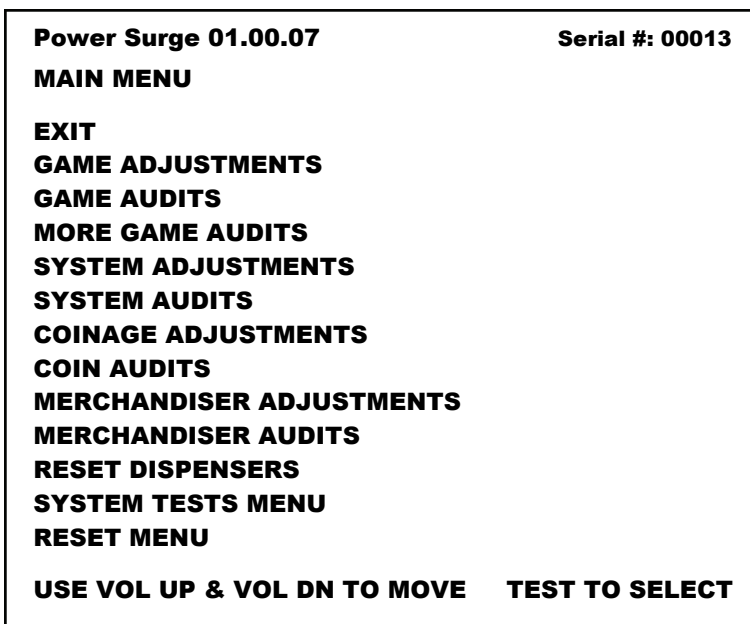 Power Surge 01.00.07 Serial #: 00013
MAIN MENU
EXIT
GAME ADJUSTMENTS
GAME AUDITS
MORE GAME AUDITS
SYSTEM ADJUSTMENTS
SYSTEM AUDITS
COINAGE ADJUSTMENTS
COIN AUDITS
MERCHANDISER ADJUSTMENTS
MERCHANDISER AUDITS
RESET DISPENSERS
SYSTEM TESTS MENU
RESET MENU
USE VOL UP & VOL DN TO MOVE TEST TO SELECT